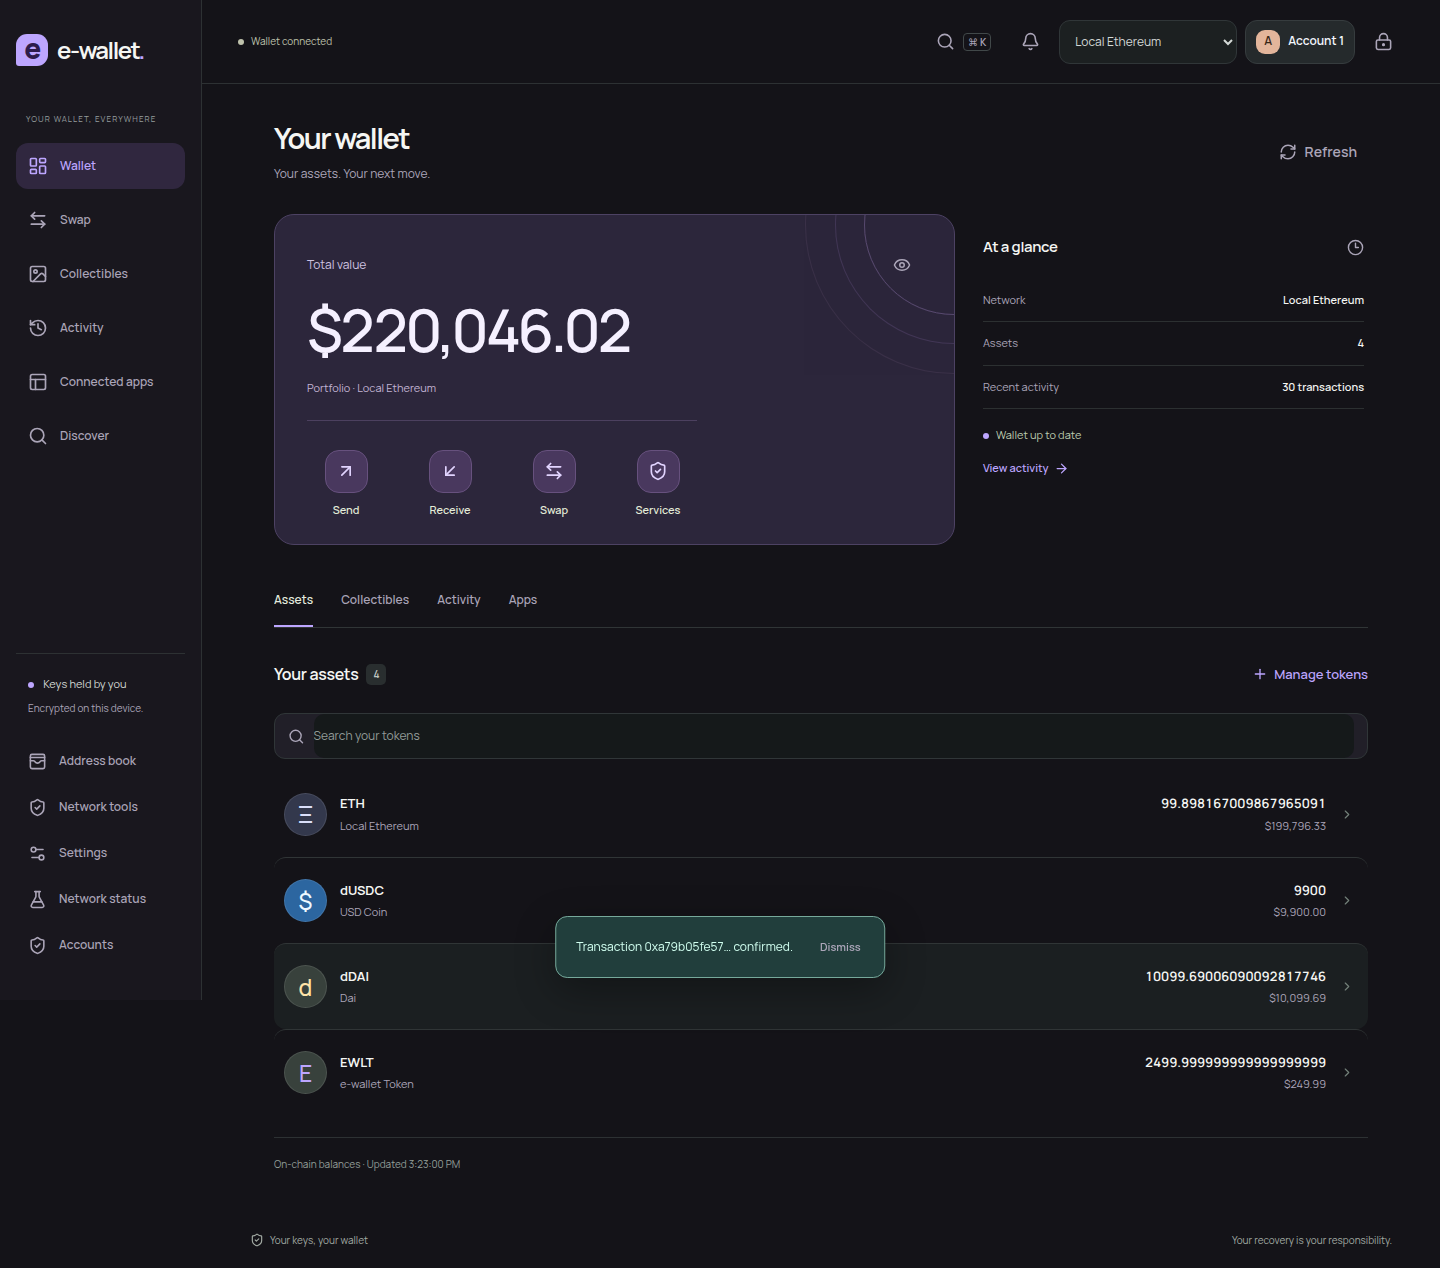 e e-wallet.
YOUR WALLET, EVERYWHERE
Wallet
Swap
Collectibles
Activity
Connected apps
Discover
Keys held by you
Encrypted on this device.
Address book
Network tools
Settings
Network status
Accounts
Wallet connected
⌘ K
Local Ethereum
A Account 1
Your wallet
Your assets. Your next move.
Refresh
Total value
$220,046.02
Portfolio · Local Ethereum
Send Receive Swap Services
At a glance
Network Local Ethereum
Assets 4
Recent activity 30 transactions
Wallet up to date
View activity
Assets Collectibles Activity Apps
Your assets 4
Manage tokens
Search your tokens
Ξ ETH 99.898167009867965091
Local Ethereum $199,796.33
$ dUSDC 9900
USD Coin $9,900.00
Transaction 0xa79b05fe57... confirmed. Dismiss
d dDAI 10099.69006090092817746
Dai $10,099.69
E EWLT 2499.999999999999999999
e-wallet Token $249.99
On-chain balances · Updated 3:23:00 PM
Your keys, your wallet
Your recovery is your responsibility.